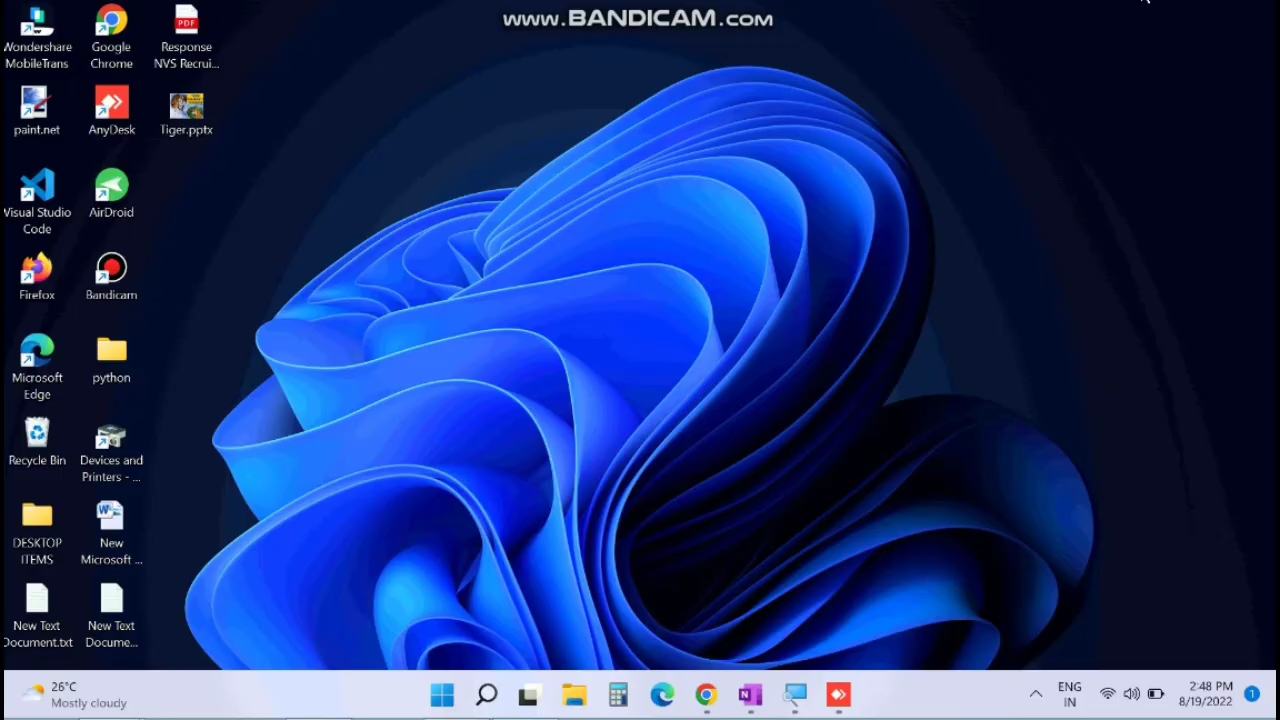 www.BANDICAM.com
Wondershare
MobileTrans
Google
Chrome
PDF
Response
NVS Recrui...
paint.net
AnyDesk
Tiger.pptx
Visual Studio
Code
AirDroid
Firefox
Bandicam
Microsoft
Edge
python
Recycle Bin
Devices and
Printers - ...
DESKTOP
ITEMS
New
Microsoft ...
New Text
Document.txt
New Text
Docume...
26°C
Mostly cloudy
ENG
IN
2:48 PM
8/19/2022
1